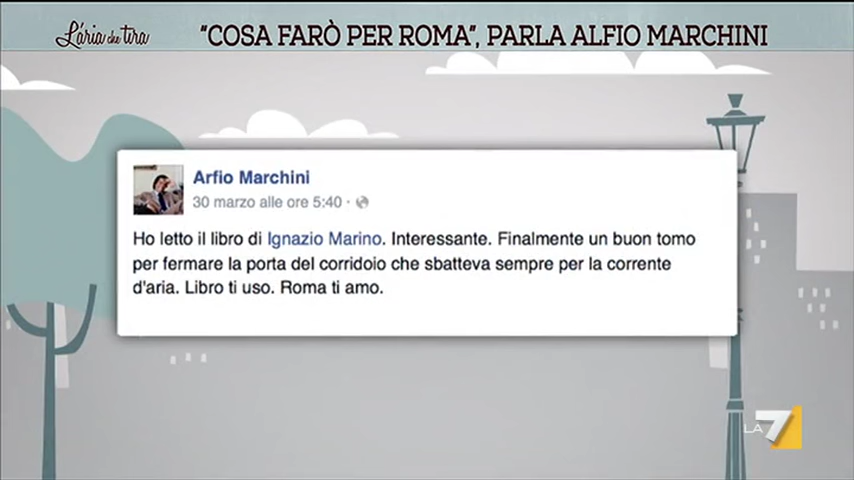 L'aria che tira
"COSA FARÒ PER ROMA", PARLA ALFIO MARCHINI
Arfio Marchini
30 marzo alle ore 5:40 ·
Ho letto il libro di Ignazio Marino. Interessante. Finalmente un buon tomo
per fermare la porta del corridoio che sbatteva sempre per la corrente
d'aria. Libro ti uso. Roma ti amo.
LA 7